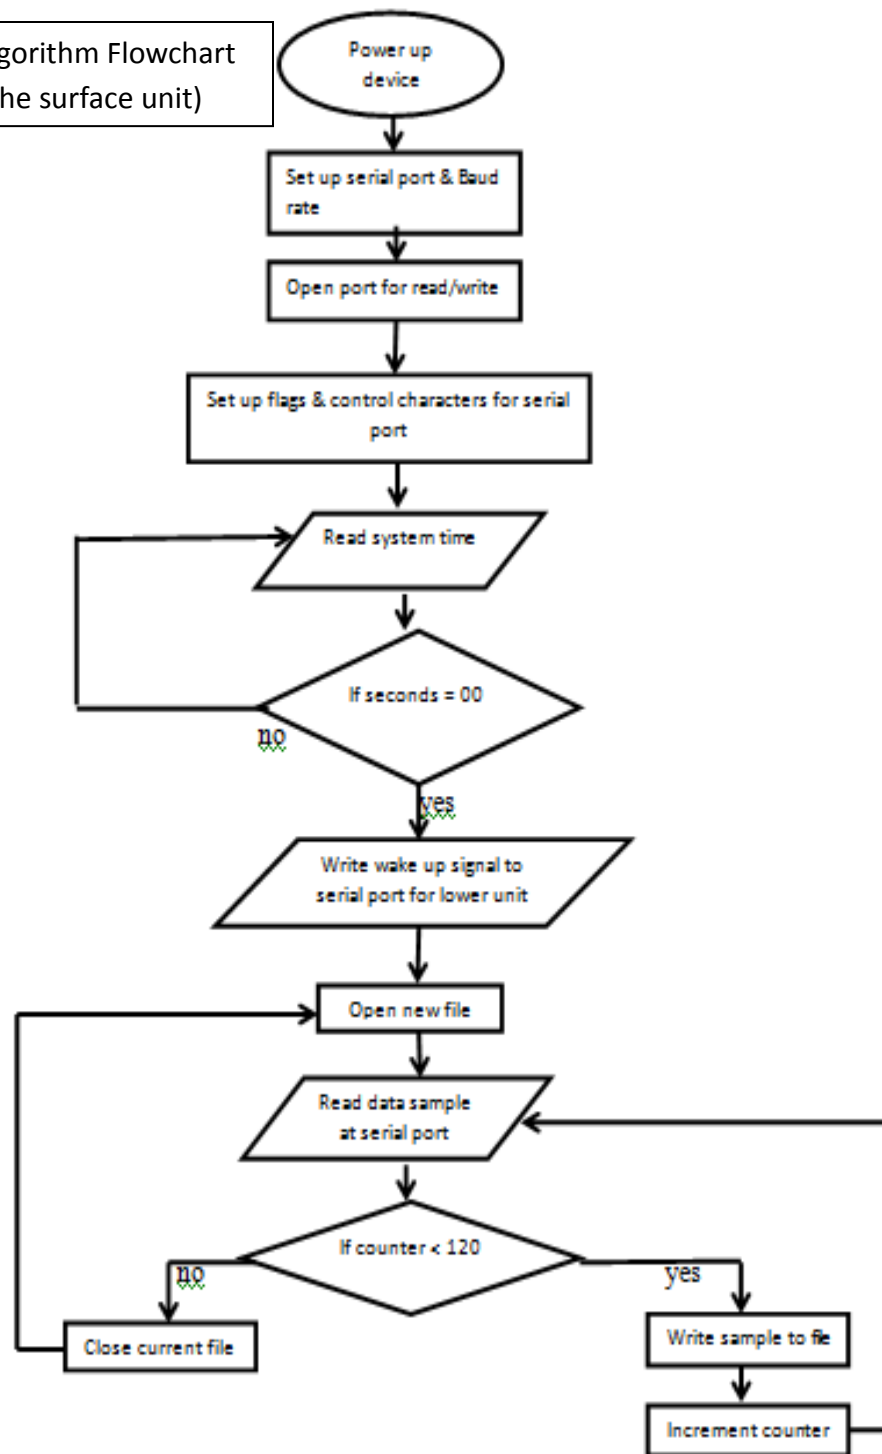 gorithm Flowchart
he surface unit)
Power up
device
Set up serial port & Baud
rate
Open port for read/write
Set up flags & control characters for serial
port
Read system time
If seconds = 00
no
yes
Write wake up signal to
serial port for lower unit
Open new file
Read data sample
at serial port
If counter < 120
no
yes
Close current file
Write sample to file
Increment counter